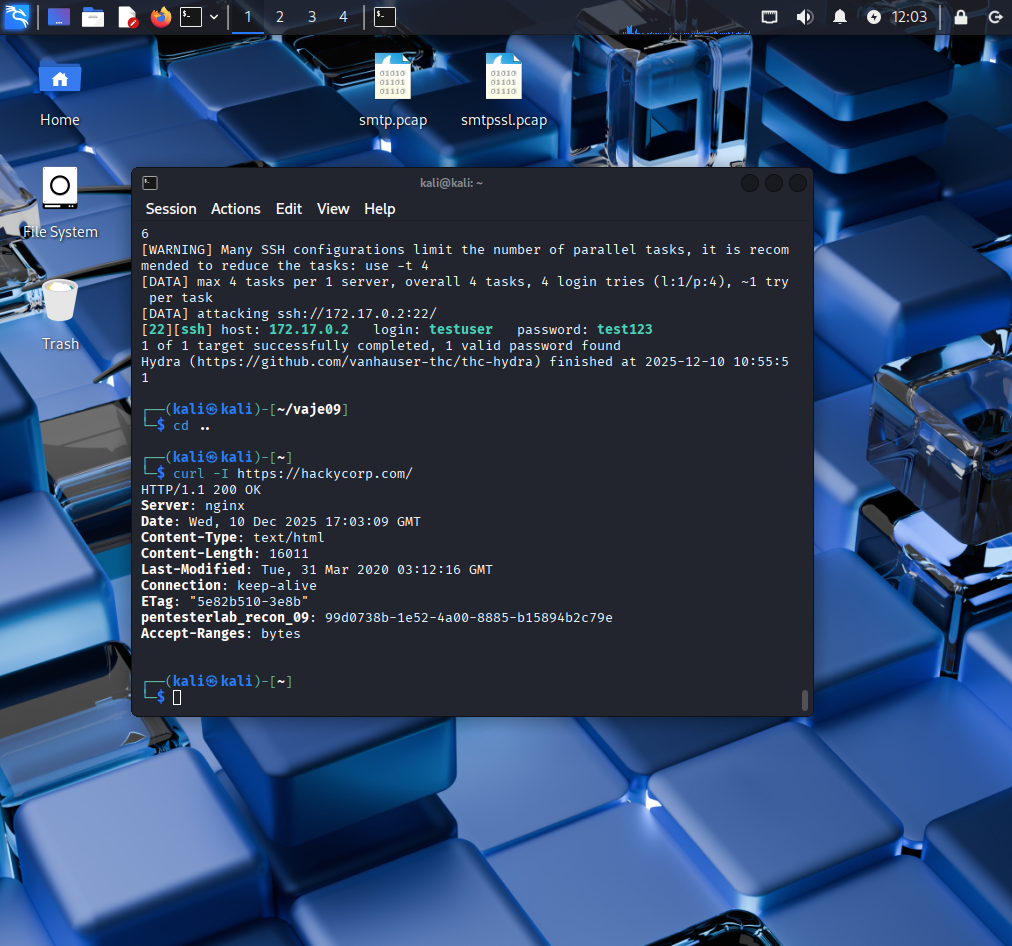 1 2 3 4
12:03
Home
smtp.pcap
smtpssl.pcap
File System
Trash
kali@kali: ~
Session Actions Edit View Help
6
[WARNING] Many SSH configurations limit the number of parallel tasks, it is recom
mended to reduce the tasks: use -t 4
[DATA] max 4 tasks per 1 server, overall 4 tasks, 4 login tries (l:1/p:4), ~1 try
 per task
[DATA] attacking ssh://172.17.0.2:22/
[22][ssh] host: 172.17.0.2   login: testuser   password: test123
1 of 1 target successfully completed, 1 valid password found
Hydra (https://github.com/vanhauser-thc/thc-hydra) finished at 2025-12-10 10:55:5
1
┌──(kali㉿kali)-[~/vaje09]
└─$ cd ..
┌──(kali㉿kali)-[~]
└─$ curl -I https://hackycorp.com/
HTTP/1.1 200 OK
Server: nginx
Date: Wed, 10 Dec 2025 17:03:09 GMT
Content-Type: text/html
Content-Length: 16011
Last-Modified: Tue, 31 Mar 2020 03:12:16 GMT
Connection: keep-alive
ETag: "5e82b510-3e8b"
pentesterlab_recon_09: 99d0738b-1e52-4a00-8885-b15894b2c79e
Accept-Ranges: bytes
┌──(kali㉿kali)-[~]
└─$